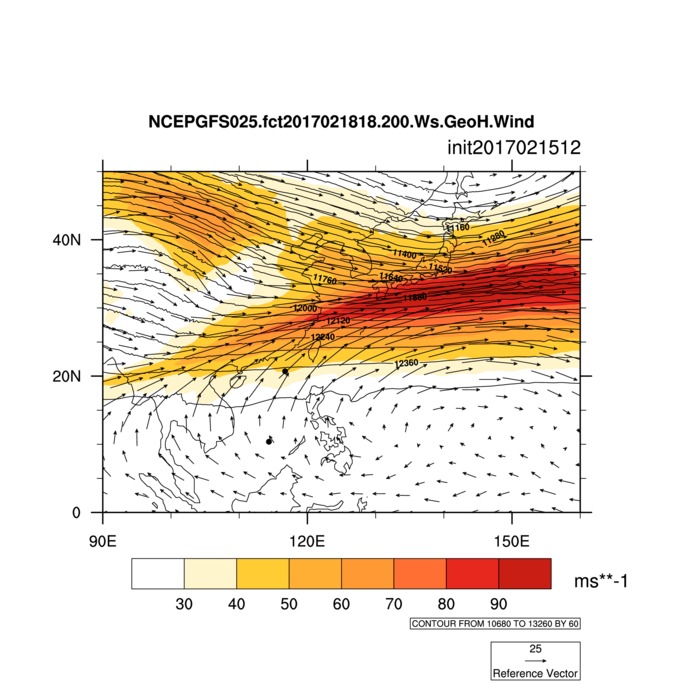 NCEPGFS025.fct2017021818.200.Ws.GeoH.Wind
init2017021512
11160
11280
40N
11400
11520
11640
11760
11880
12000
12120
12240
12360
20N
0
90E 120E 150E
ms**-1
30 40 50 60 70 80 90
CONTOUR FROM 10680 TO 13260 BY 60
25
Reference Vector